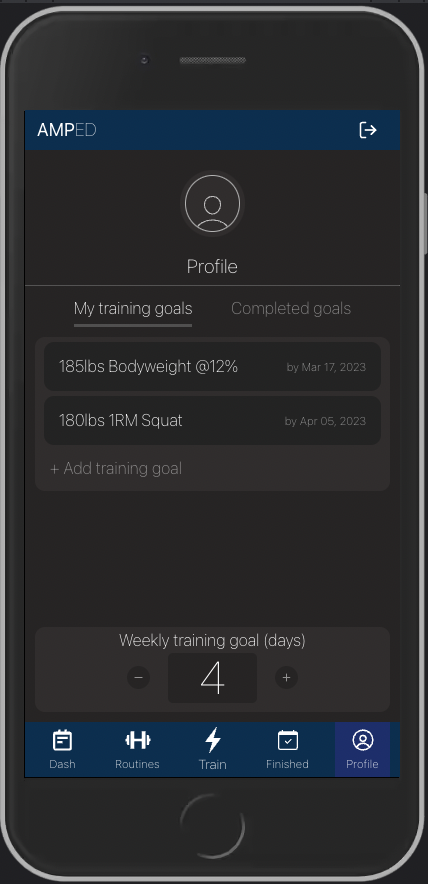 AMPED
Profile
My training goals Completed goals
185lbs Bodyweight @12% by Mar 17, 2023
180lbs 1RM Squat by Apr 05, 2023
+ Add training goal
Weekly training goal (days)
− 4 +
Dash Routines Train Finished Profile